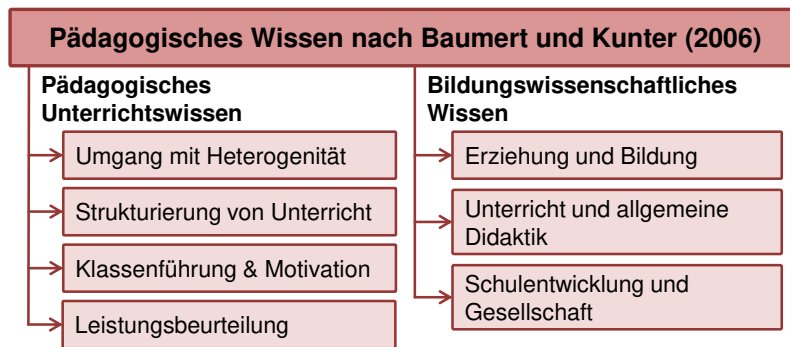 Pädagogisches Wissen nach Baumert und Kunter (2006)
Pädagogisches
Unterrichtswissen
Umgang mit Heterogenität
Strukturierung von Unterricht
Klassenführung & Motivation
Leistungsbeurteilung
Bildungswissenschaftliches
Wissen
Erziehung und Bildung
Unterricht und allgemeine
Didaktik
Schulentwicklung und
Gesellschaft